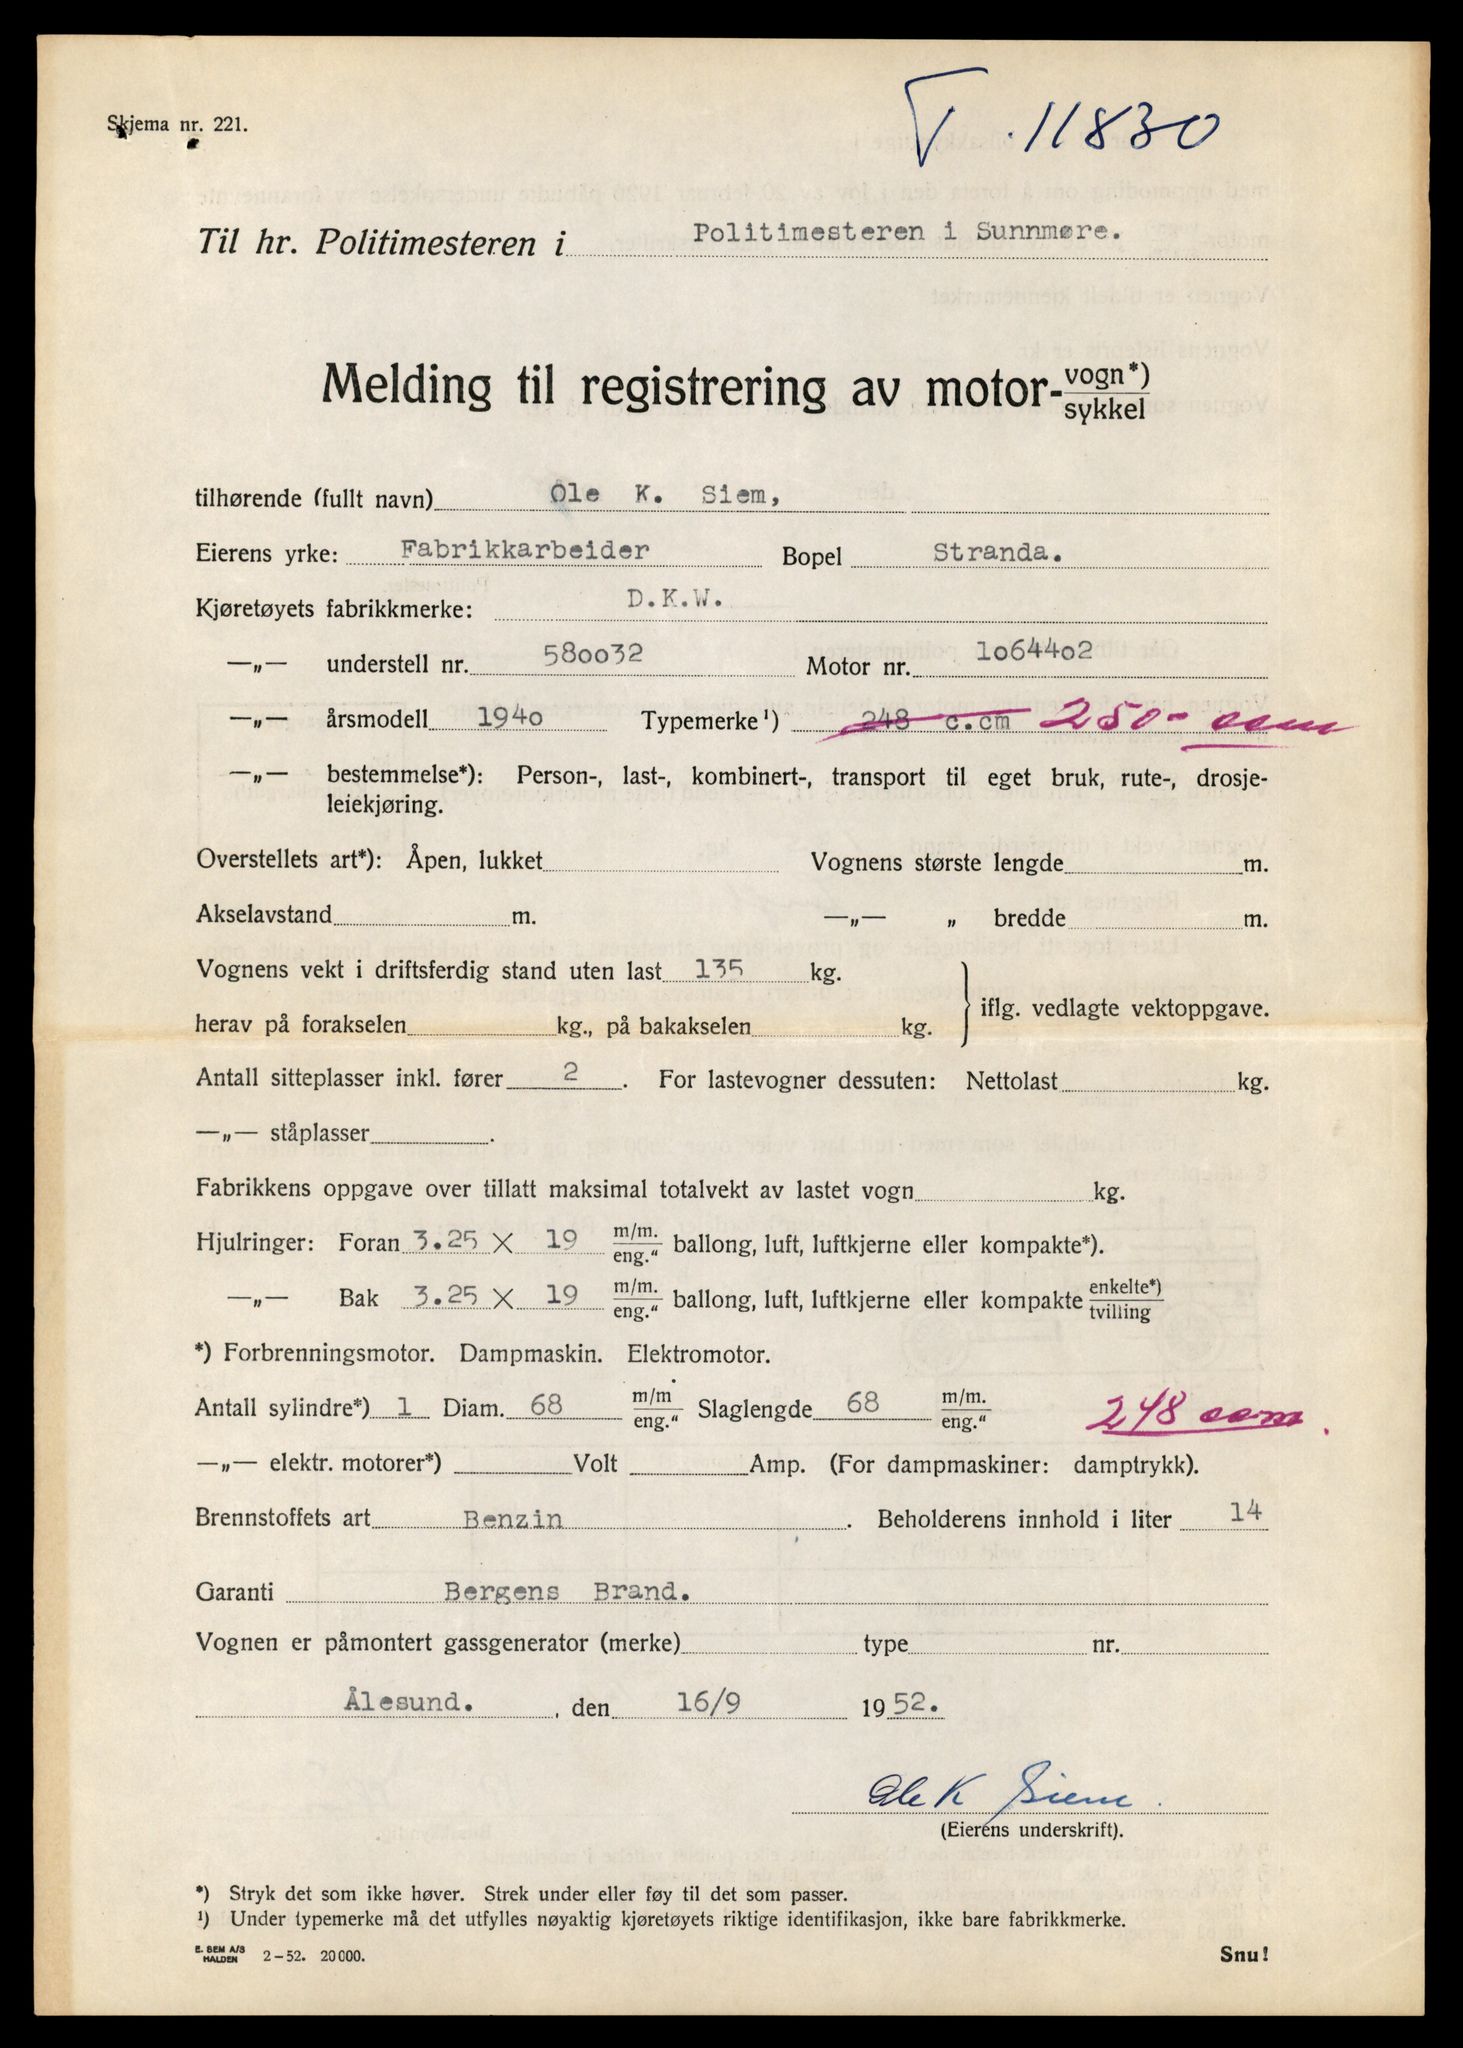 T. 11830
Skjema nr. 221.
Til hr. Politimesteren i Politimesteren i Sunnmøre.
Melding til registrering av motor-vogn*) sykkel
tilhørende (fullt navn) Ole K. Siem,
Eierens yrke: Fabrikkarbeider Bopel Stranda.
Kjøretøyets fabrikkmerke: D.K.W.
—„— understell nr. 580032 Motor nr. 1064402
—„— årsmodell 1940 Typemerke¹) 248 c.cm 250- ccm
—„— bestemmelse*): Person-, last-, kombinert-, transport til eget bruk, rute-, drosje-
leiekjøring.
Overstellets art*): Åpen, lukket Vognens største lengde m.
Akselavstand m. —„— „ bredde m.
Vognens vekt i driftsferdig stand uten last 135 kg.
iflg. vedlagte vektoppgave.
herav på forakselen kg., på bakakselen kg.
Antall sitteplasser inkl. fører 2 . For lastevogner dessuten: Nettolast kg.
—„— ståplasser .
Fabrikkens oppgave over tillatt maksimal totalvekt av lastet vogn kg.
Hjulringer: Foran 3.25 X 19 m/m. eng." ballong, luft, luftkjerne eller kompakte*).
—„— Bak 3.25 X 19 m/m. eng." ballong, luft, luftkjerne eller kompakte enkelte*) tvilling
*) Forbrenningsmotor. Dampmaskin. Elektromotor.
Antall sylindre*) 1 Diam. 68 m/m eng." Slaglengde 68 m/m. eng." 248 ccm.
—„— elektr. motorer*) Volt Amp. (For dampmaskiner: damptrykk).
Brennstoffets art Benzin . Beholderens innhold i liter 14
Garanti Bergens Brand.
Vognen er påmontert gassgenerator (merke) type nr.
Ålesund. , den 16/9 1952.
Ole K Siem.
(Eierens underskrift).
*) Stryk det som ikke høver. Strek under eller føy til det som passer.
¹) Under typemerke må det utfylles nøyaktig kjøretøyets riktige identifikasjon, ikke bare fabrikkmerke.
E. SEM A/S HALDEN 2-52. 20000. Snu!